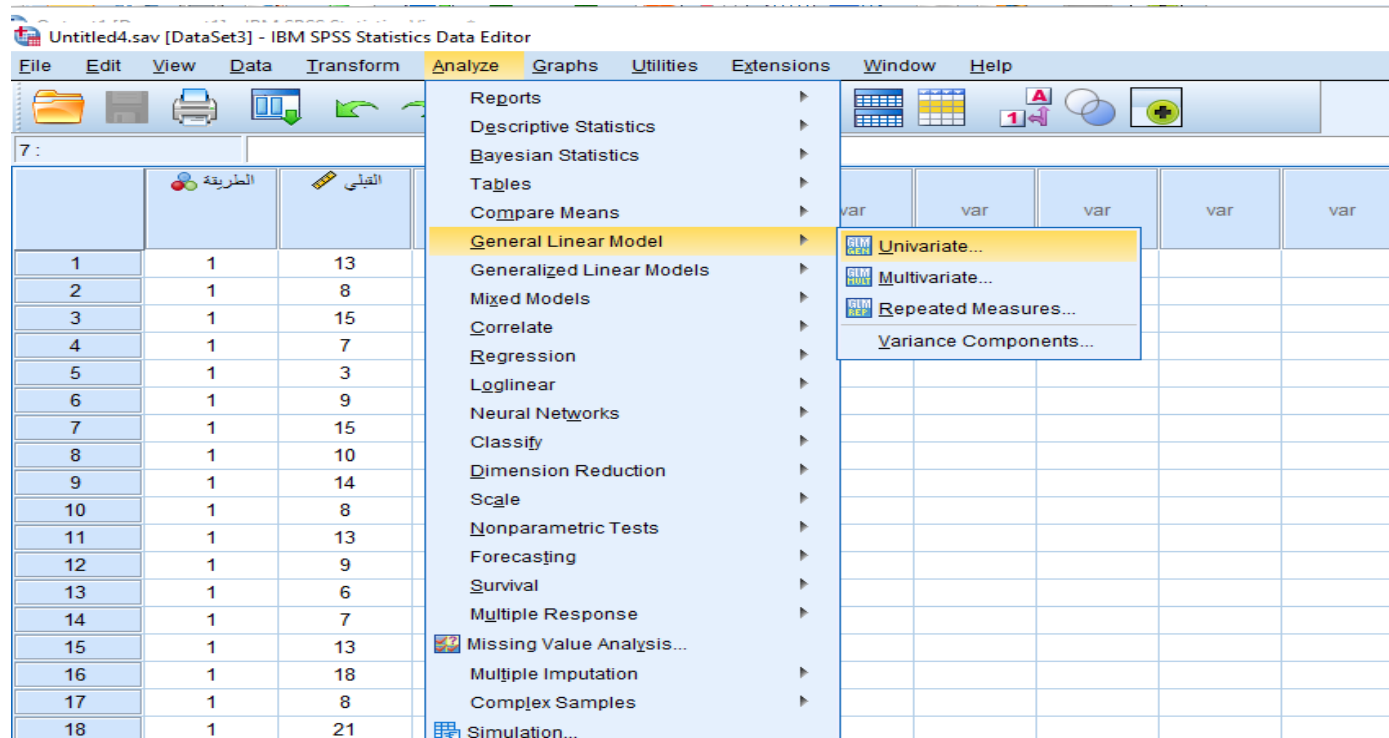 Untitled4.sav [DataSet3] - IBM SPSS Statistics Data Editor
File Edit View Data Transform Analyze Graphs Utilities Extensions Window Help
7 :
الطريقة القبلي var var var var var
1 1 13
2 1 8
3 1 15
4 1 7
5 1 3
6 1 9
7 1 15
8 1 10
9 1 14
10 1 8
11 1 13
12 1 9
13 1 6
14 1 7
15 1 13
16 1 18
17 1 8
18 1 21
Reports
Descriptive Statistics
Bayesian Statistics
Tables
Compare Means
General Linear Model
Generalized Linear Models
Mixed Models
Correlate
Regression
Loglinear
Neural Networks
Classify
Dimension Reduction
Scale
Nonparametric Tests
Forecasting
Survival
Multiple Response
Missing Value Analysis...
Multiple Imputation
Complex Samples
Simulation...
Univariate...
Multivariate...
Repeated Measures...
Variance Components...